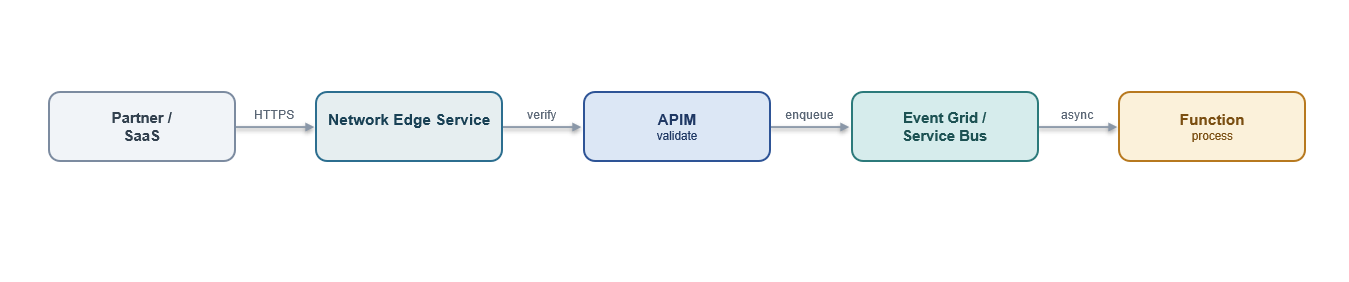 Partner /
SaaS
HTTPS
Network Edge Service
verify
APIM
validate
enqueue
Event Grid /
Service Bus
async
Function
process